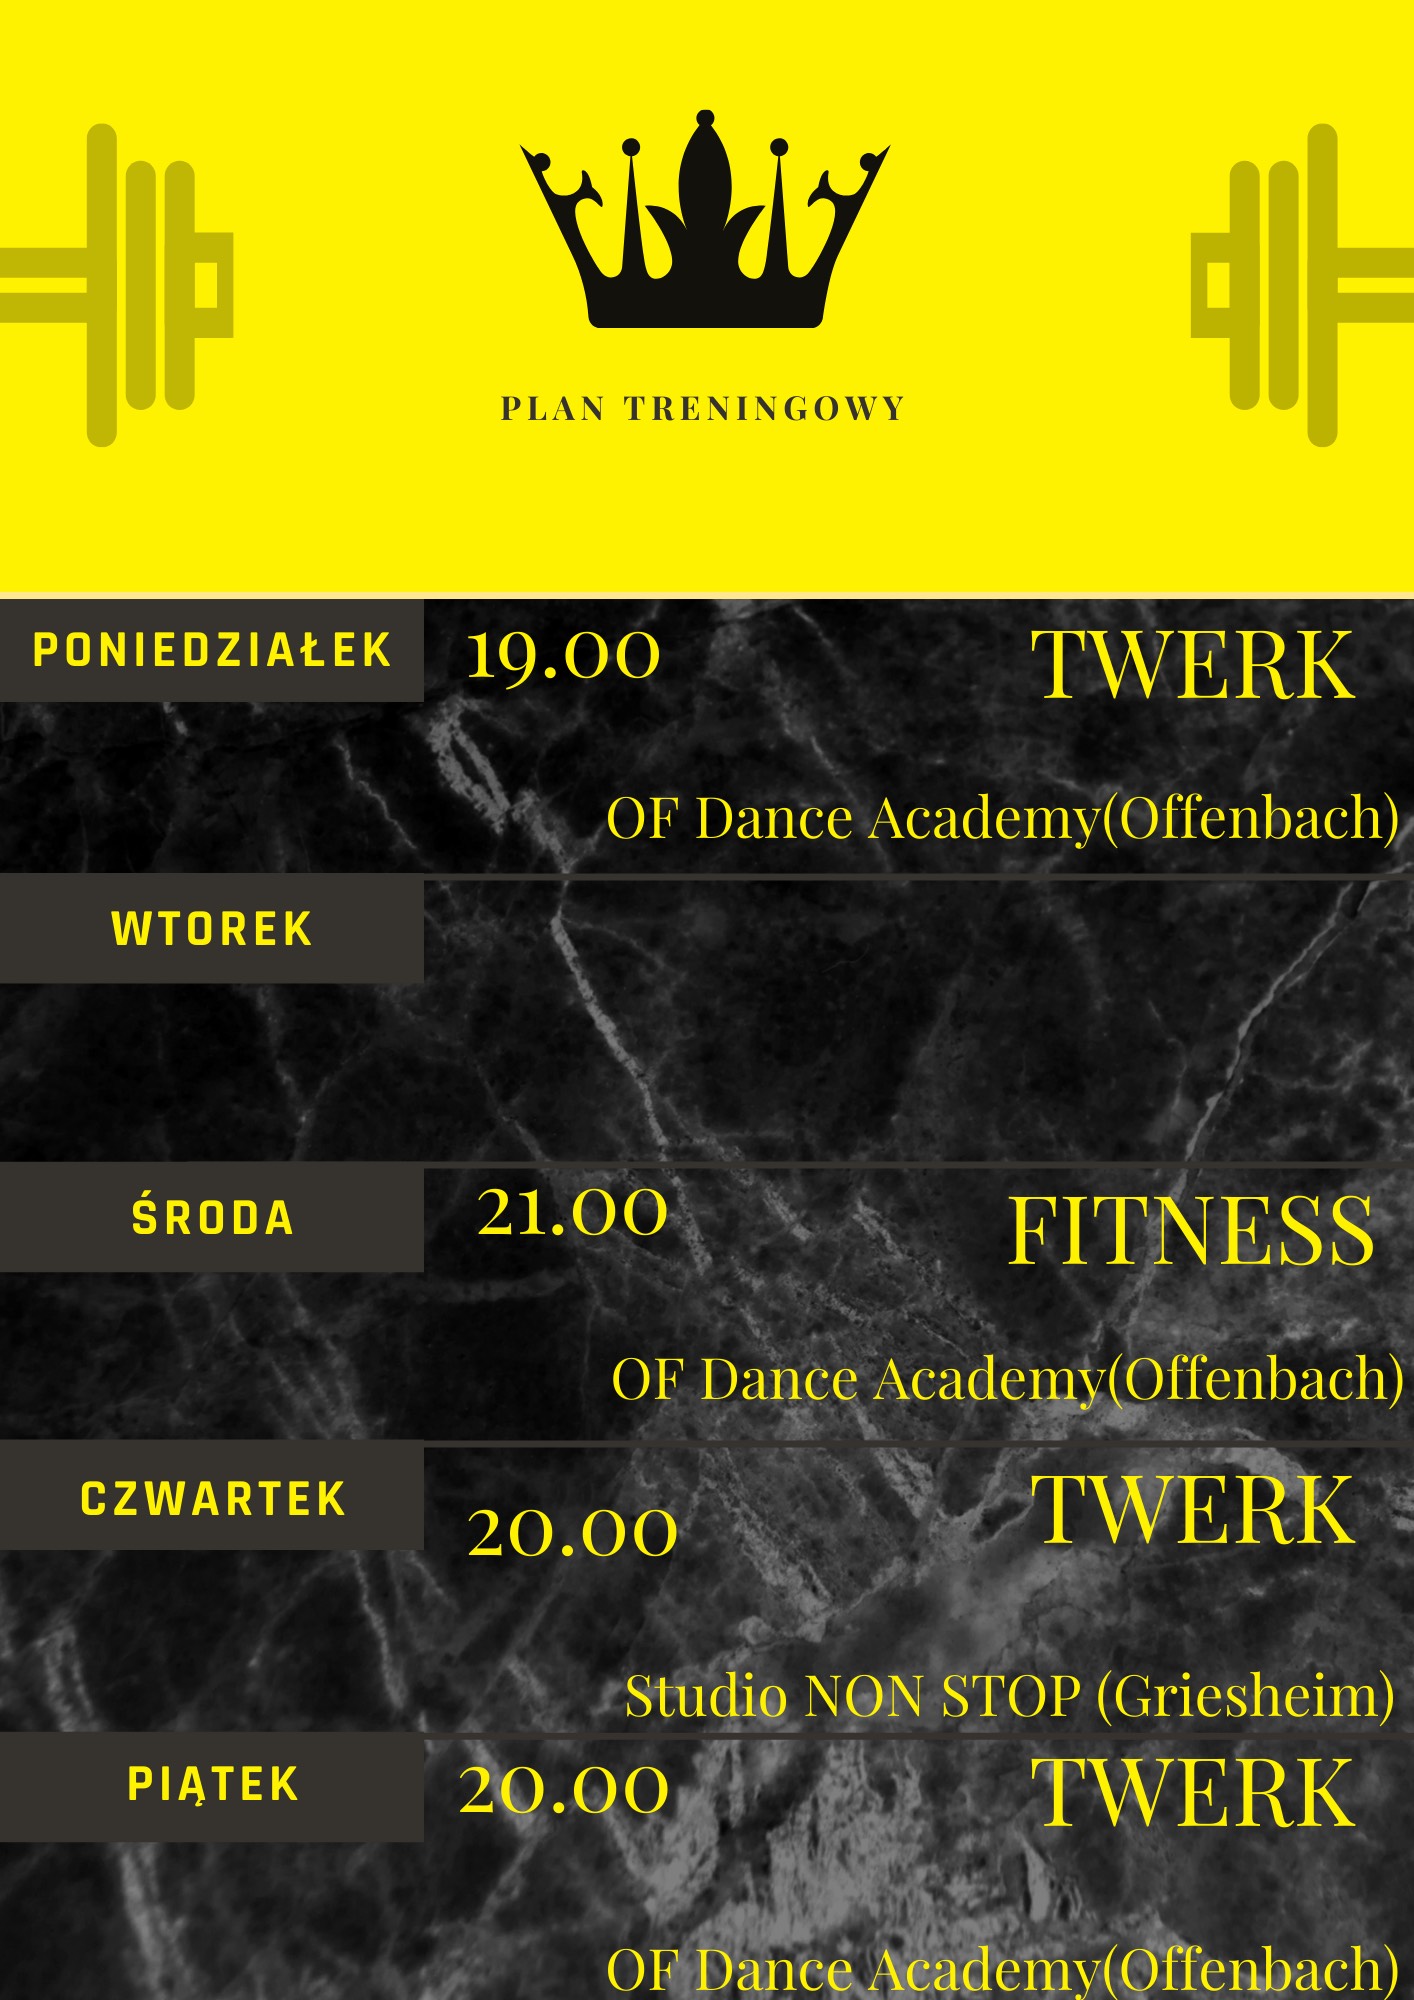 PLAN TRENINGOWY
PONIEDZIAŁEK 19.00 TWERK
OF Dance Academy(Offenbach)
WTOREK
ŚRODA 21.00 FITNESS
OF Dance Academy(Offenbach)
CZWARTEK 20.00 TWERK
Studio NON STOP (Griesheim)
PIĄTEK 20.00 TWERK
OF Dance Academy(Offenbach)